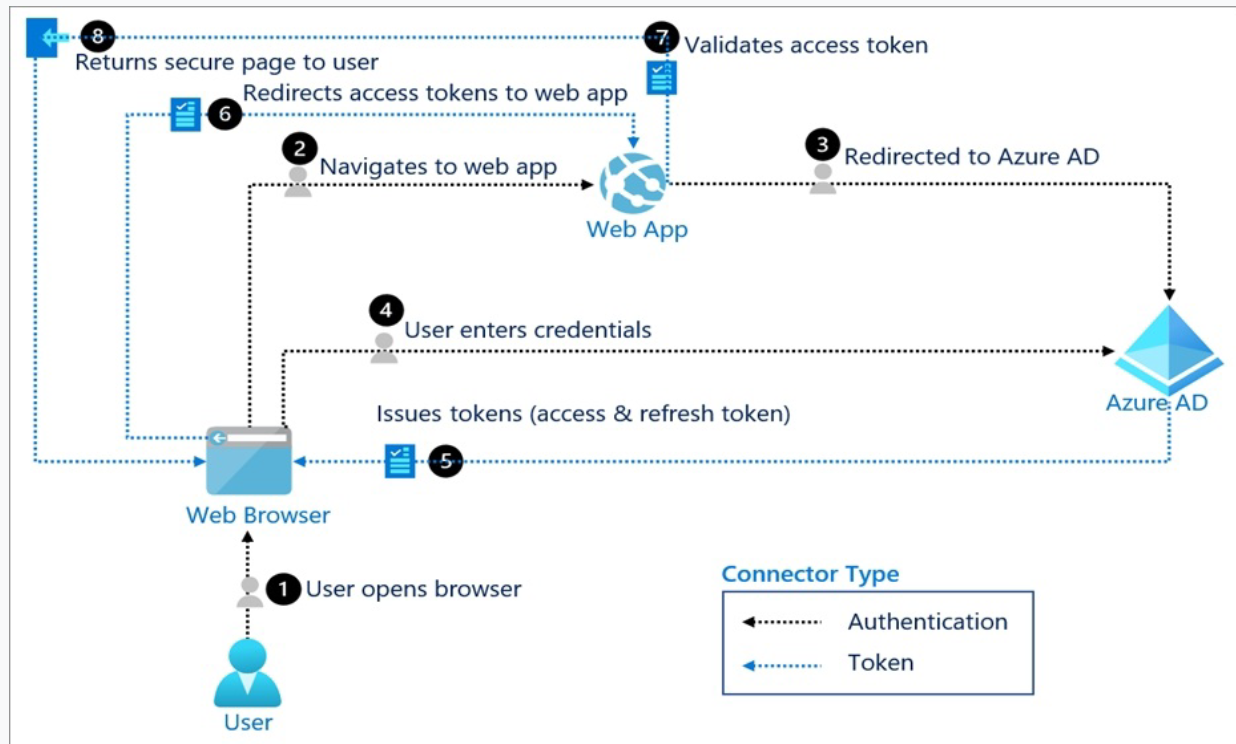 8
7
Validates access token
Returns secure page to user
Redirects access tokens to web app
6
2
Navigates to web app
3
Redirected to Azure AD
Web App
4
User enters credentials
Azure AD
Issues tokens (access & refresh token)
5
Web Browser
1
User opens browser
User
Connector Type
Authentication
Token